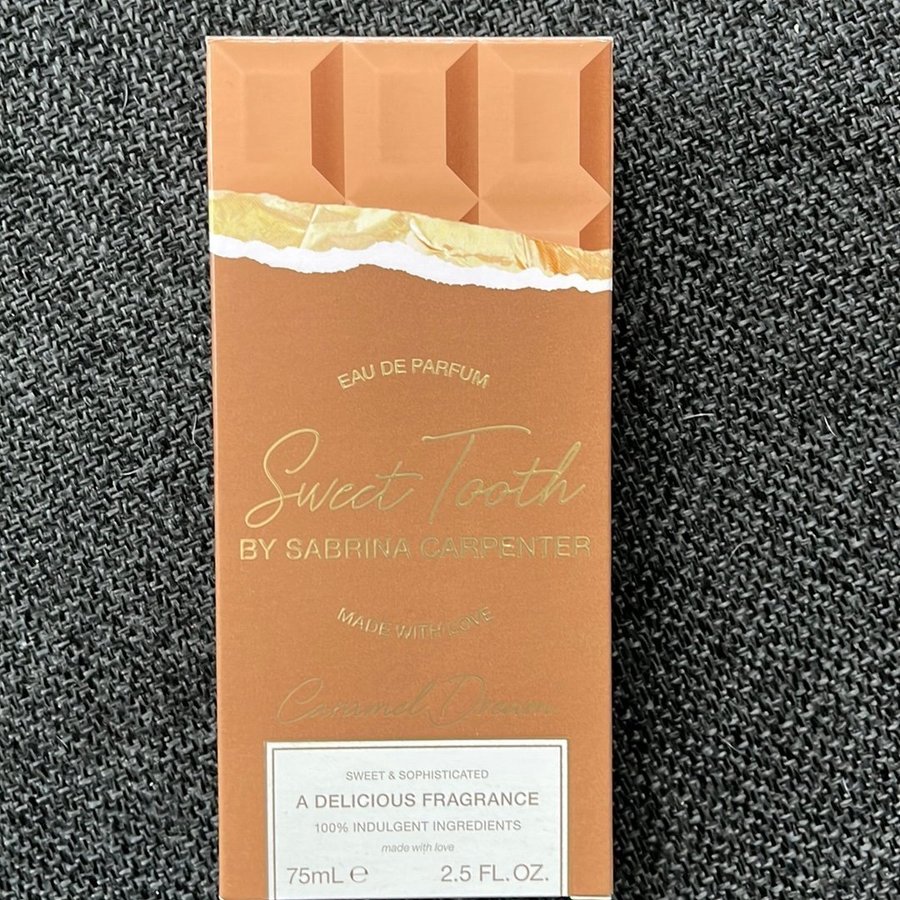 EAU DE PARFUM
Sweet Tooth
BY SABRINA CARPENTER
MADE WITH LOVE
Caramel Dream
SWEET & SOPHISTICATED
A DELICIOUS FRAGRANCE
100% INDULGENT INGREDIENTS
made with love
75mL ℮ 2.5 FL.OZ.